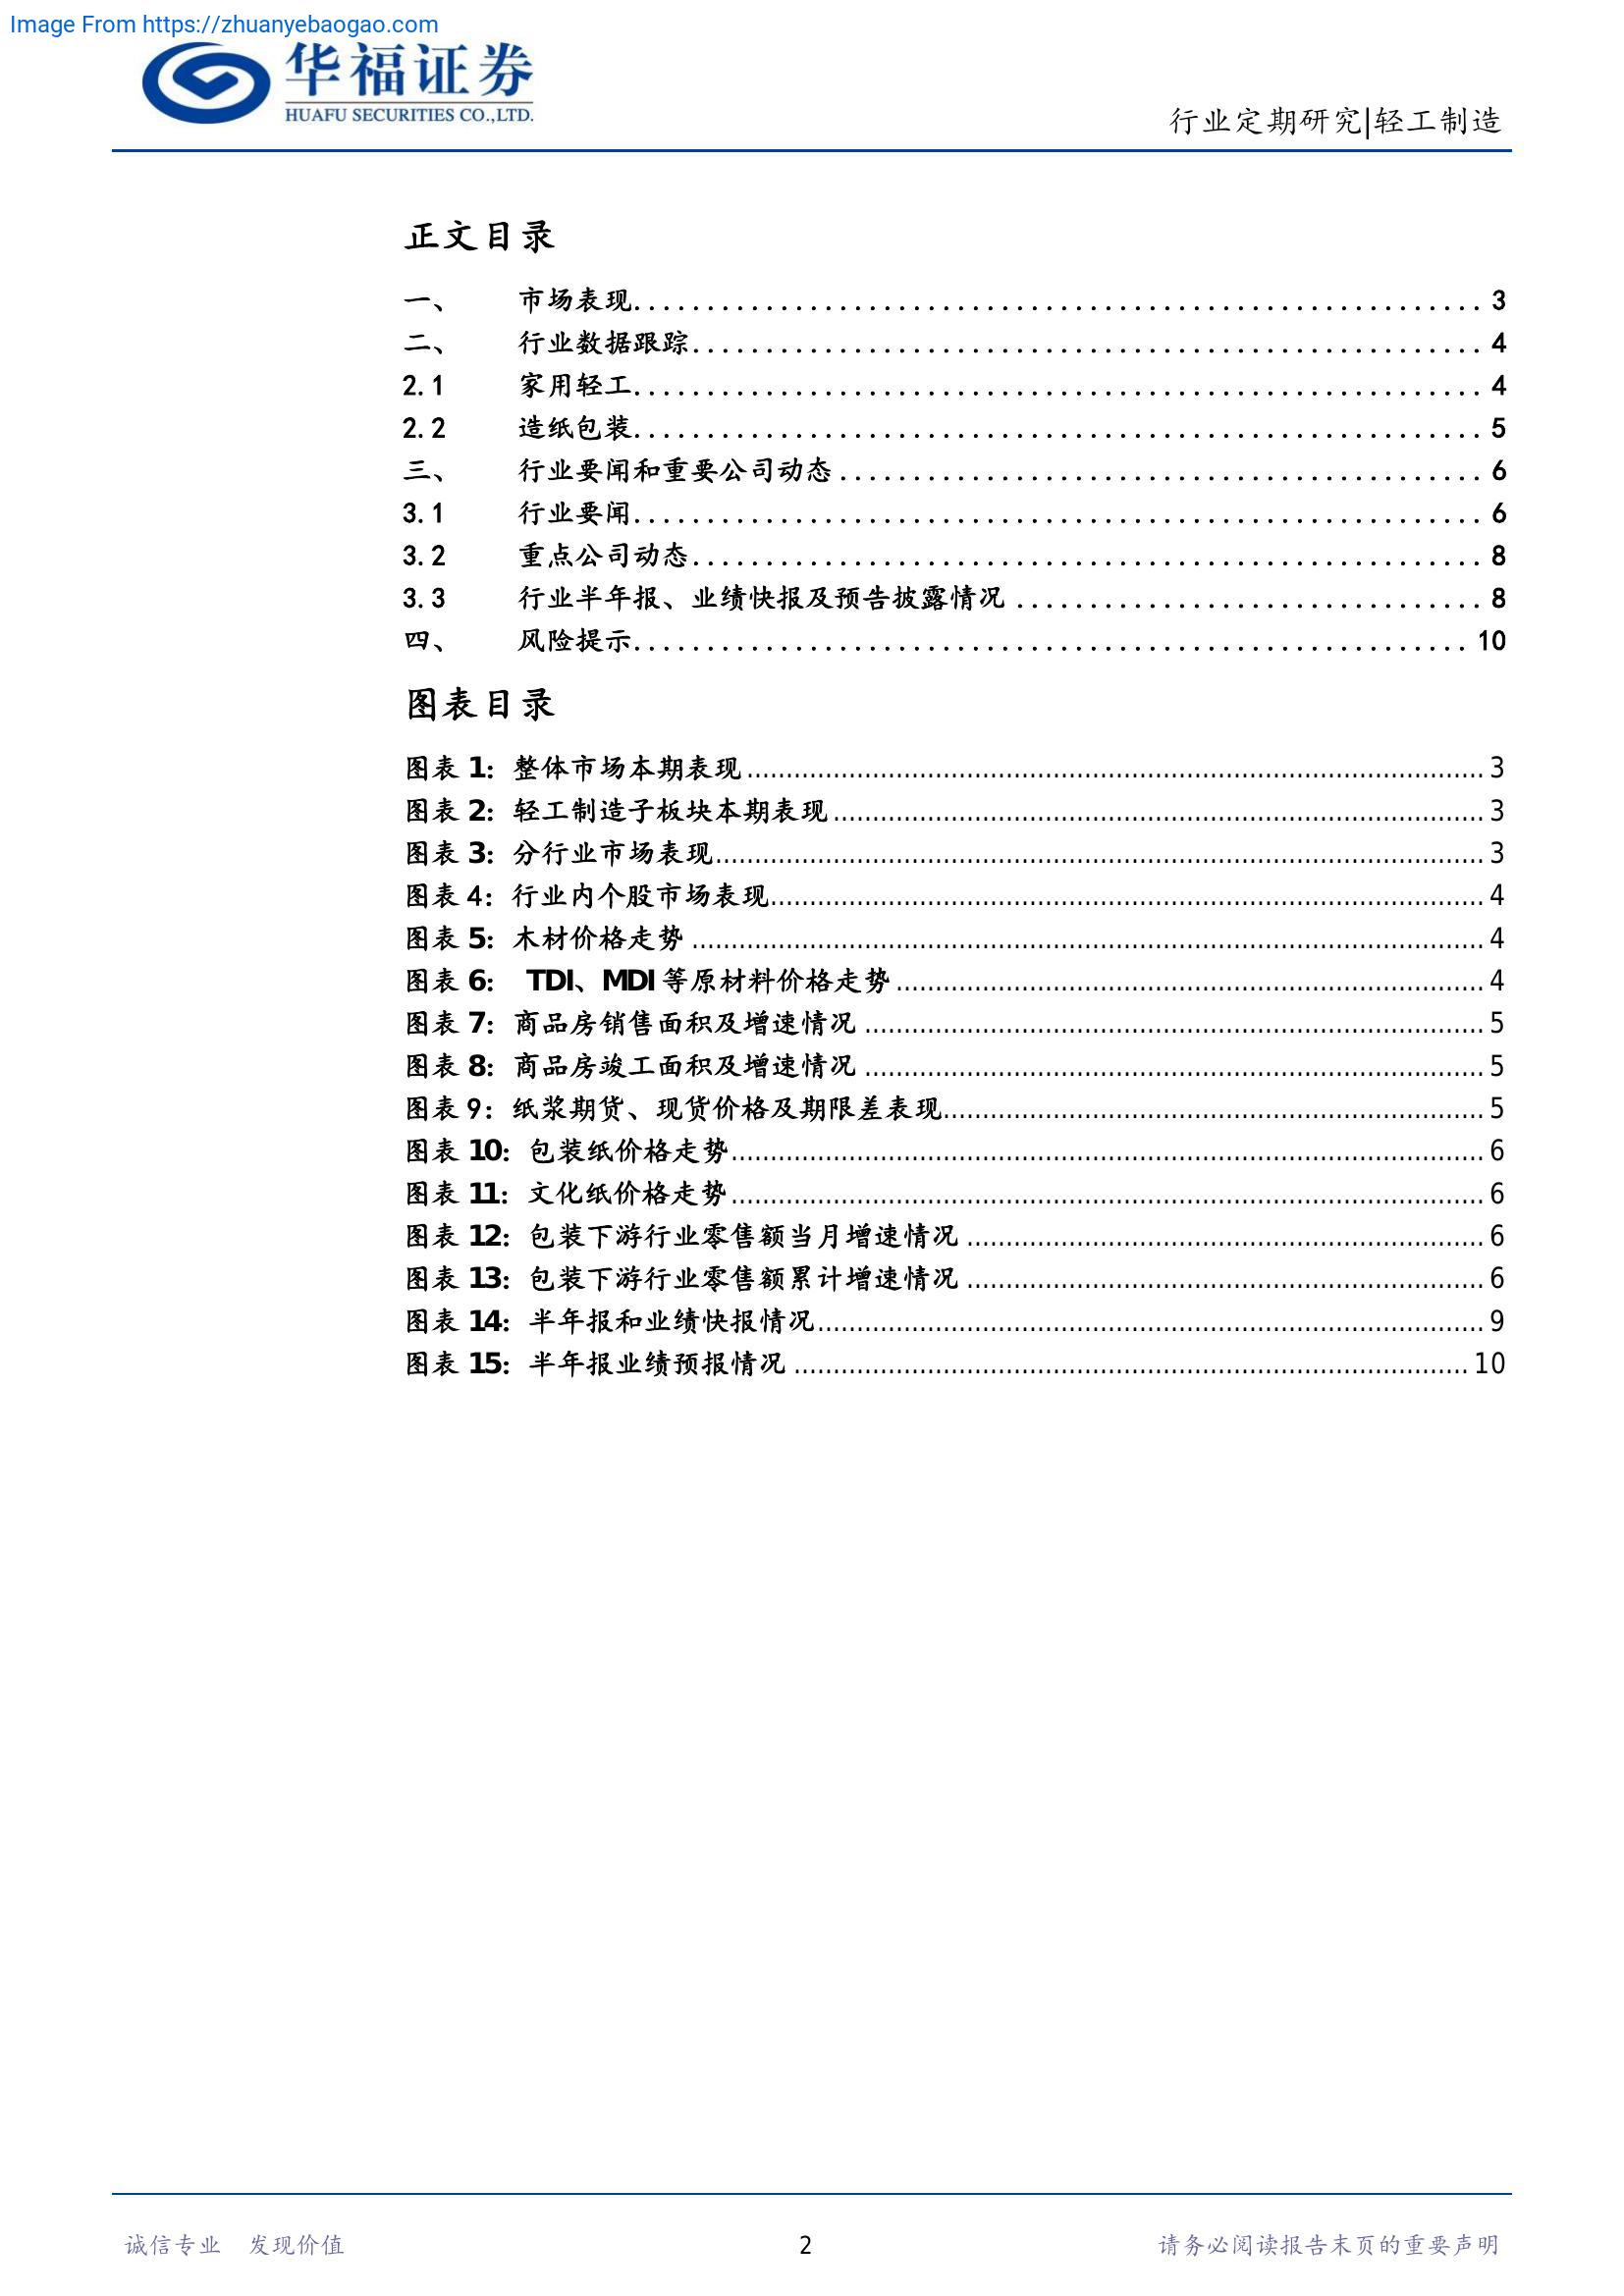 Image From https://zhuanyebaogao.com
华福证券
HUAFU SECURITIES CO.,LTD.
行业定期研究|轻工制造
正文目录
一、 市场表现........................................................ 3
二、 行业数据跟踪.................................................... 4
2.1 家用轻工........................................................ 4
2.2 造纸包装........................................................ 5
三、 行业要闻和重要公司动态............................................ 6
3.1 行业要闻........................................................ 6
3.2 重点公司动态.................................................... 8
3.3 行业半年报、业绩快报及预告披露情况................................ 8
四、 风险提示....................................................... 10
图表目录
图表 1：整体市场本期表现........................................................ 3
图表 2：轻工制造子板块本期表现.................................................. 3
图表 3：分行业市场表现.......................................................... 3
图表 4：行业内个股市场表现...................................................... 4
图表 5：木材价格走势............................................................ 4
图表 6： TDI、MDI 等原材料价格走势.............................................. 4
图表 7：商品房销售面积及增速情况................................................ 5
图表 8：商品房竣工面积及增速情况................................................ 5
图表 9：纸浆期货、现货价格及期限差表现.......................................... 5
图表 10：包装纸价格走势......................................................... 6
图表 11：文化纸价格走势......................................................... 6
图表 12：包装下游行业零售额当月增速情况......................................... 6
图表 13：包装下游行业零售额累计增速情况......................................... 6
图表 14：半年报和业绩快报情况................................................... 9
图表 15：半年报业绩预报情况..................................................... 10
诚信专业 发现价值 2 请务必阅读报告末页的重要声明